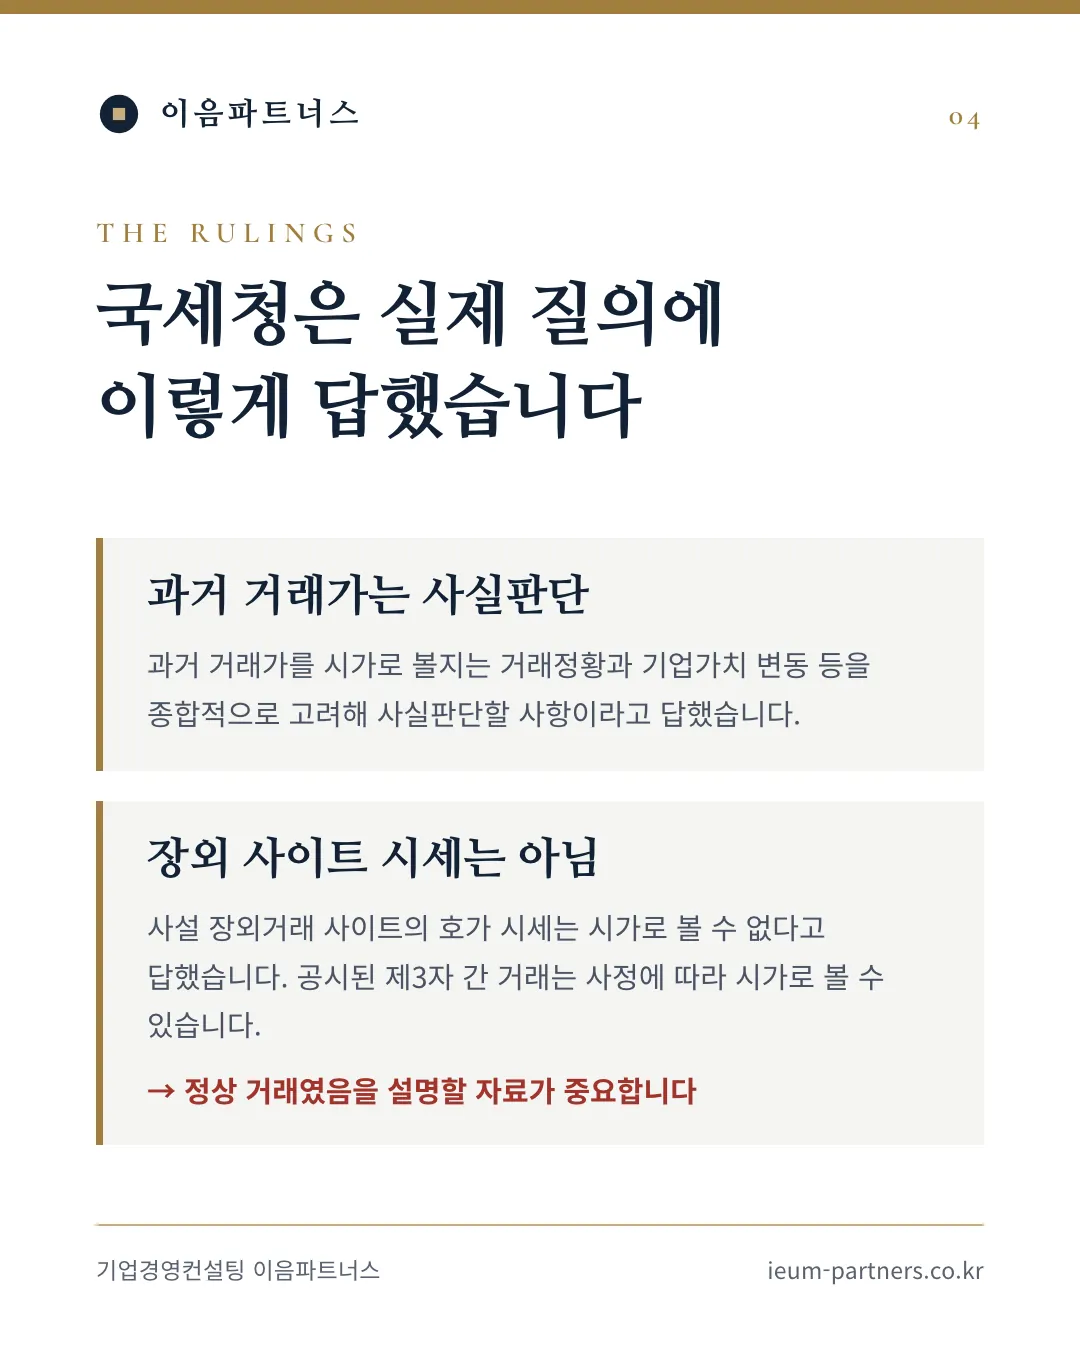 이음파트너스
04
THE RULINGS
국세청은 실제 질의에
이렇게 답했습니다
과거 거래가는 사실판단
과거 거래가를 시가로 볼지는 거래정황과 기업가치 변동 등을
종합적으로 고려해 사실판단할 사항이라고 답했습니다.
장외 사이트 시세는 아님
사설 장외거래 사이트의 호가 시세는 시가로 볼 수 없다고
답했습니다. 공시된 제3자 간 거래는 사정에 따라 시가로 볼 수
있습니다.
→ 정상 거래였음을 설명할 자료가 중요합니다
기업경영컨설팅 이음파트너스
ieum-partners.co.kr